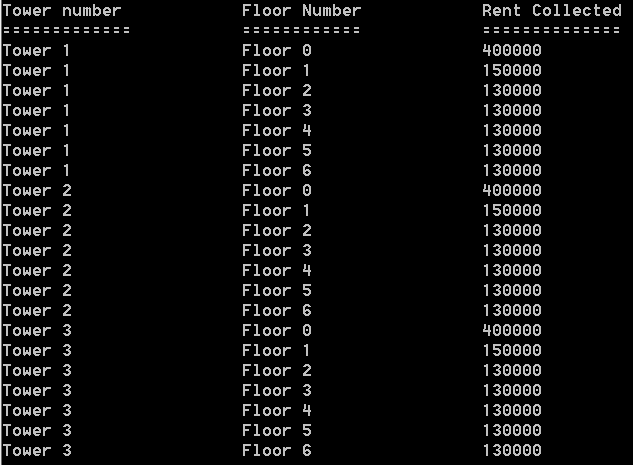 Tower number Floor Number Rent Collected
------------- ------------ --------------
Tower 1 Floor 0 400000
Tower 1 Floor 1 150000
Tower 1 Floor 2 130000
Tower 1 Floor 3 130000
Tower 1 Floor 4 130000
Tower 1 Floor 5 130000
Tower 1 Floor 6 130000
Tower 2 Floor 0 400000
Tower 2 Floor 1 150000
Tower 2 Floor 2 130000
Tower 2 Floor 3 130000
Tower 2 Floor 4 130000
Tower 2 Floor 5 130000
Tower 2 Floor 6 130000
Tower 3 Floor 0 400000
Tower 3 Floor 1 150000
Tower 3 Floor 2 130000
Tower 3 Floor 3 130000
Tower 3 Floor 4 130000
Tower 3 Floor 5 130000
Tower 3 Floor 6 130000